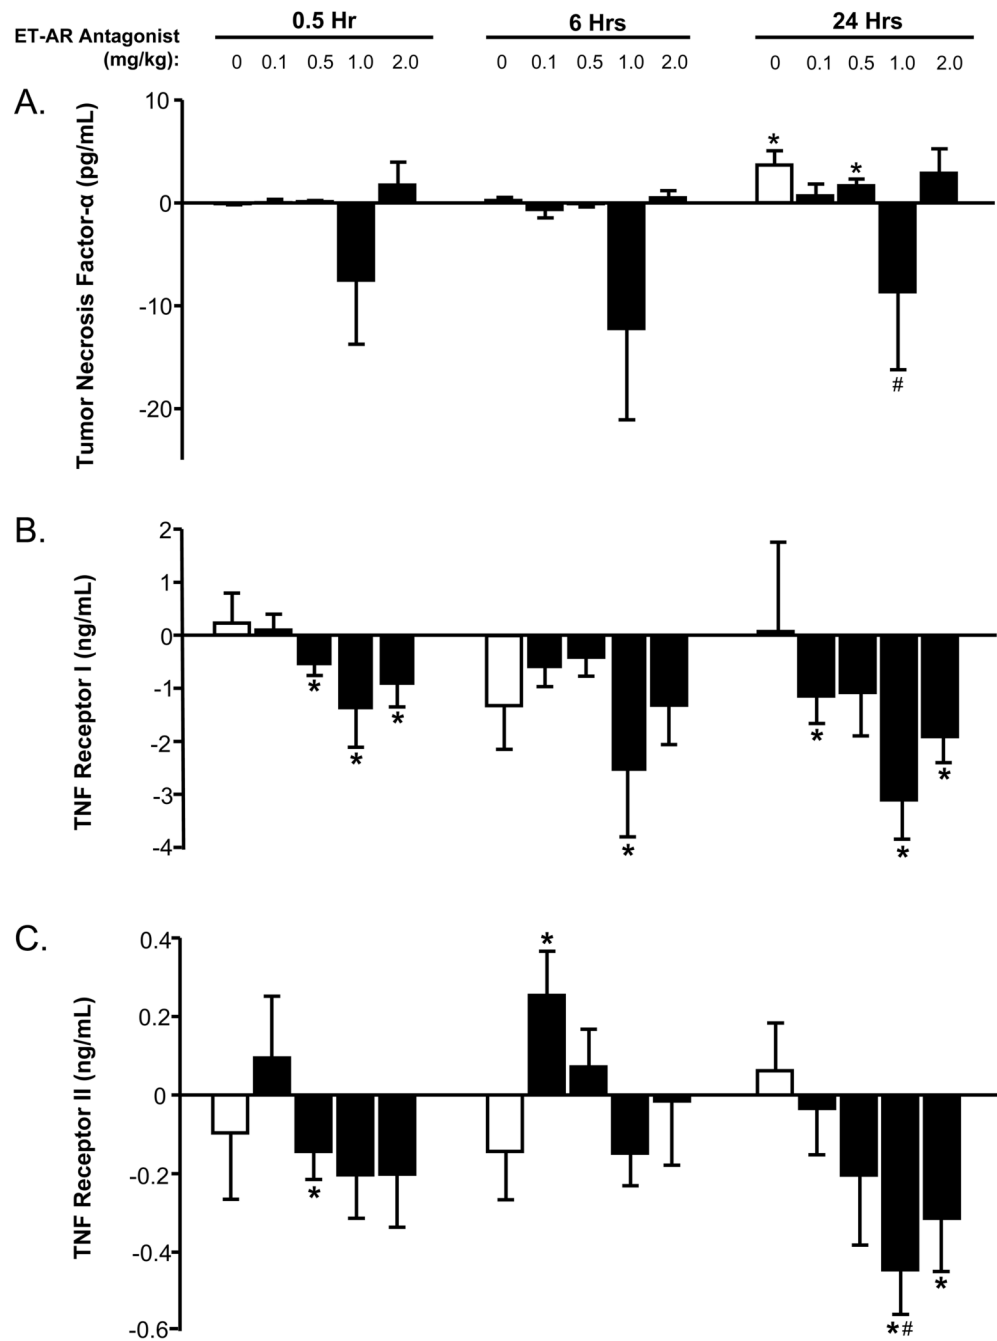 0.5 Hr 6 Hrs 24 Hrs
ET-AR Antagonist
(mg/kg): 0 0.1 0.5 1.0 2.0 0 0.1 0.5 1.0 2.0 0 0.1 0.5 1.0 2.0
A.
Tumor Necrosis Factor-α (pg/mL)
10
0
-10
-20
* *
#
B.
TNF Receptor I (ng/mL)
2
1
0
-1
-2
-3
-4
* * * * * * *
C.
TNF Receptor II (ng/mL)
0.4
0.2
0
-0.2
-0.4
-0.6
* * *# *